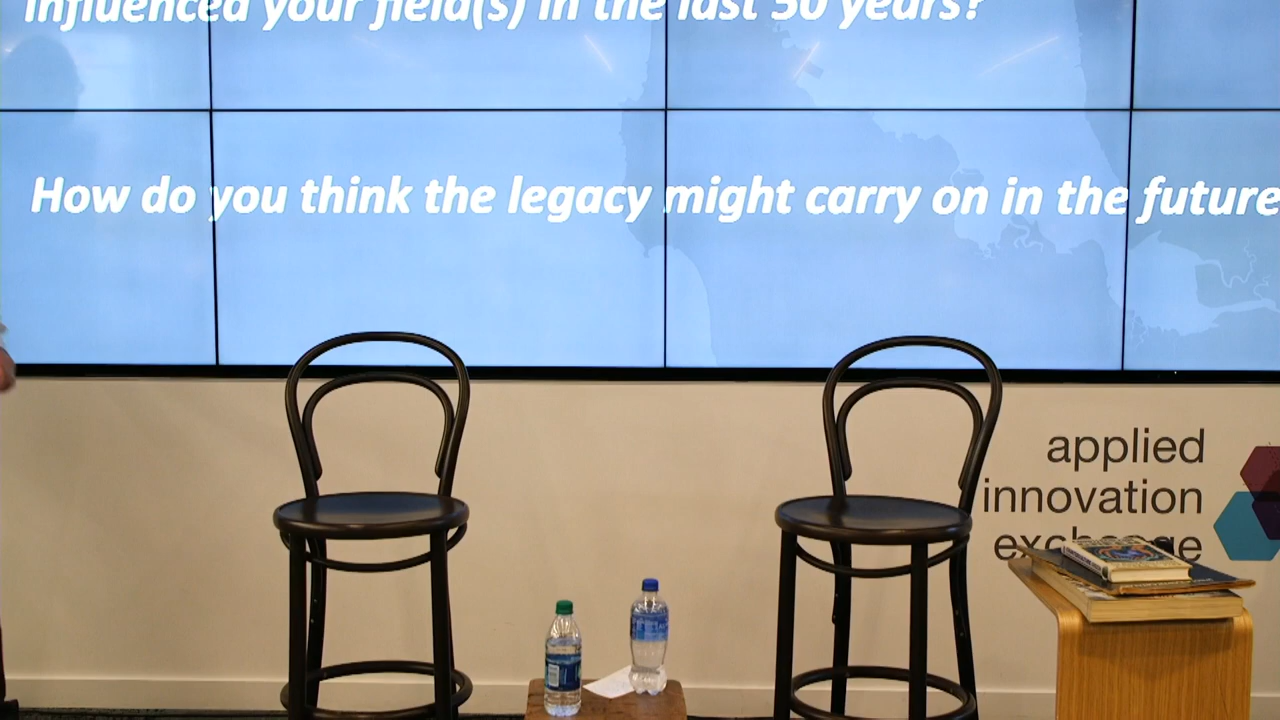 influenced your field(s) in the last 50 years?
How do you think the legacy might carry on in the future
applied
innovation
exchange